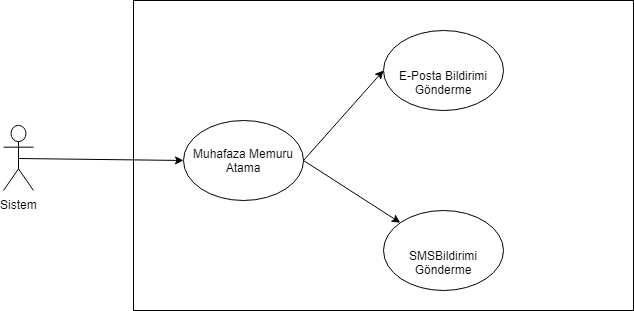 E-Posta Bildirimi
Gönderme
Muhafaza Memuru
Atama
Sistem
SMSBildirimi
Gönderme